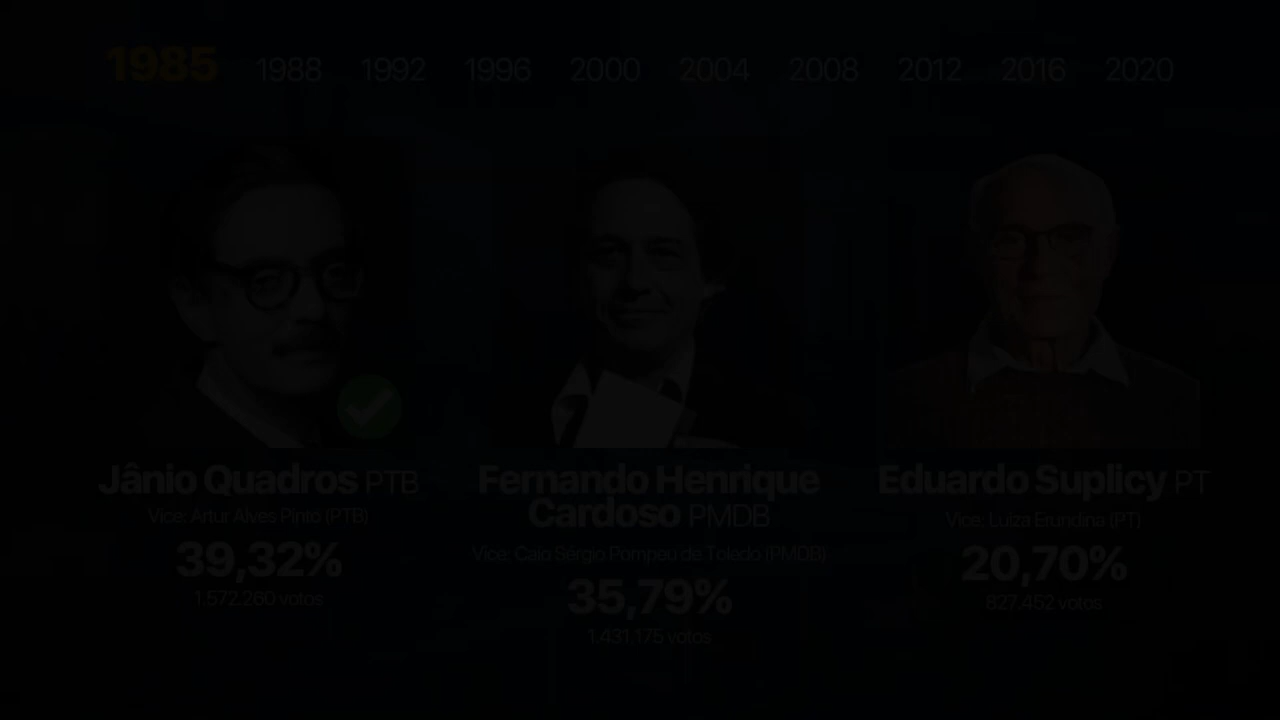 1985 1988 1992 1996 2000 2004 2008 2012 2016 2020
Jânio Quadros PTB
Vice: Artur Alves Pinto (PTB)
39,32%
1.572.260 votos
Fernando Henrique
Cardoso PMDB
Vice: Caio Sérgio Pompeu de Toledo (PMDB)
35,79%
1.431.175 votos
Eduardo Suplicy PT
Vice: Luiza Erundina (PT)
20,70%
827.452 votos